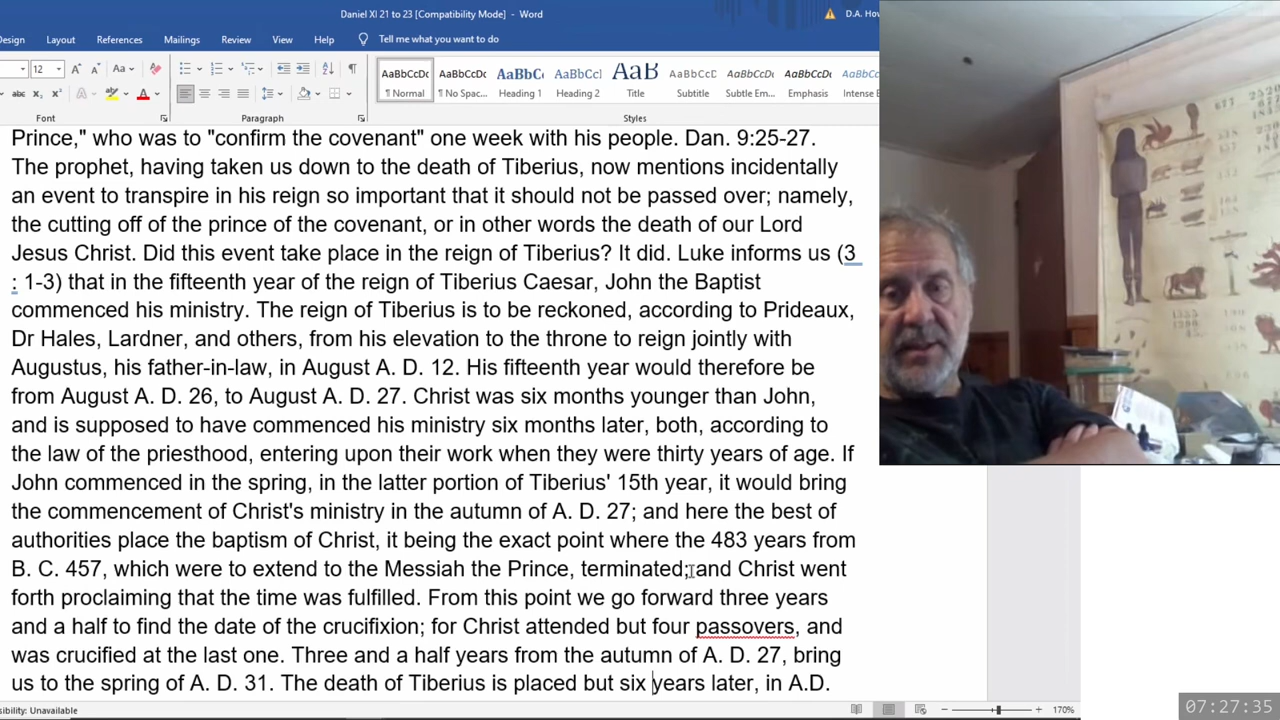 Daniel XI 21 to 23 [Compatibility Mode] - Word
D.A. How
Design Layout References Mailings Review View Help Tell me what you want to do
12 A A Aa
AaBbCcDc AaBbCcDc AaBbC AaBbCcI AaB AaBbCcD AaBbCcDc AaBbCcDc AaBbCc
¶ Normal ¶ No Spac... Heading 1 Heading 2 Title Subtitle Subtle Em... Emphasis Intense E
abc x₂ x² A A
Font Paragraph Styles
Prince," who was to "confirm the covenant" one week with his people. Dan. 9:25-27.
The prophet, having taken us down to the death of Tiberius, now mentions incidentally
an event to transpire in his reign so important that it should not be passed over; namely,
the cutting off of the prince of the covenant, or in other words the death of our Lord
Jesus Christ. Did this event take place in the reign of Tiberius? It did. Luke informs us (3
: 1-3) that in the fifteenth year of the reign of Tiberius Caesar, John the Baptist
commenced his ministry. The reign of Tiberius is to be reckoned, according to Prideaux,
Dr Hales, Lardner, and others, from his elevation to the throne to reign jointly with
Augustus, his father-in-law, in August A. D. 12. His fifteenth year would therefore be
from August A. D. 26, to August A. D. 27. Christ was six months younger than John,
and is supposed to have commenced his ministry six months later, both, according to
the law of the priesthood, entering upon their work when they were thirty years of age. If
John commenced in the spring, in the latter portion of Tiberius' 15th year, it would bring
the commencement of Christ's ministry in the autumn of A. D. 27; and here the best of
authorities place the baptism of Christ, it being the exact point where the 483 years from
B. C. 457, which were to extend to the Messiah the Prince, terminated; and Christ went
forth proclaiming that the time was fulfilled. From this point we go forward three years
and a half to find the date of the crucifixion; for Christ attended but four passovers, and
was crucified at the last one. Three and a half years from the autumn of A. D. 27, bring
us to the spring of A. D. 31. The death of Tiberius is placed but six years later, in A.D.
sibility: Unavailable
170%
677 2520
07:27:35